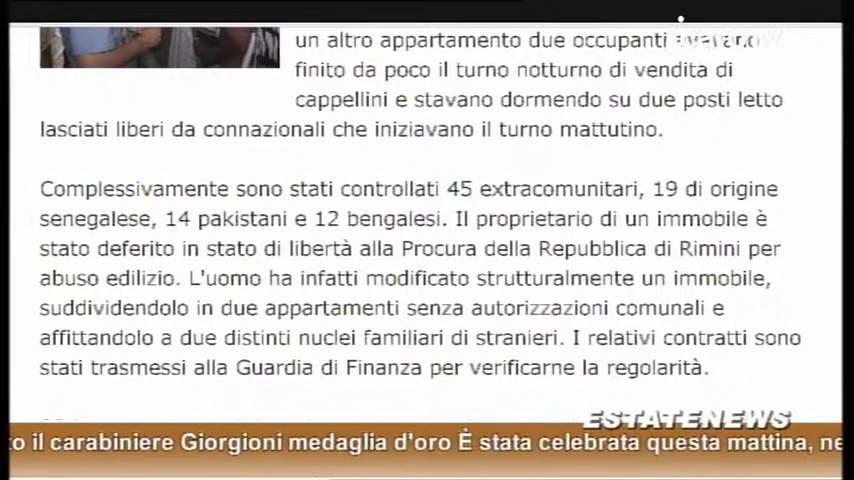 un altro appartamento due occupanti avevano
finito da poco il turno notturno di vendita di
cappellini e stavano dormendo su due posti letto
lasciati liberi da connazionali che iniziavano il turno mattutino.
Complessivamente sono stati controllati 45 extracomunitari, 19 di origine
senegalese, 14 pakistani e 12 bengalesi. Il proprietario di un immobile è
stato deferito in stato di libertà alla Procura della Repubblica di Rimini per
abuso edilizio. L'uomo ha infatti modificato strutturalmente un immobile,
suddividendolo in due appartamenti senza autorizzazioni comunali e
affittandolo a due distinti nuclei familiari di stranieri. I relativi contratti sono
stati trasmessi alla Guardia di Finanza per verificarne la regolarità.
ESTATENEWS
to il carabiniere Giorgioni medaglia d'oro È stata celebrata questa mattina, ne